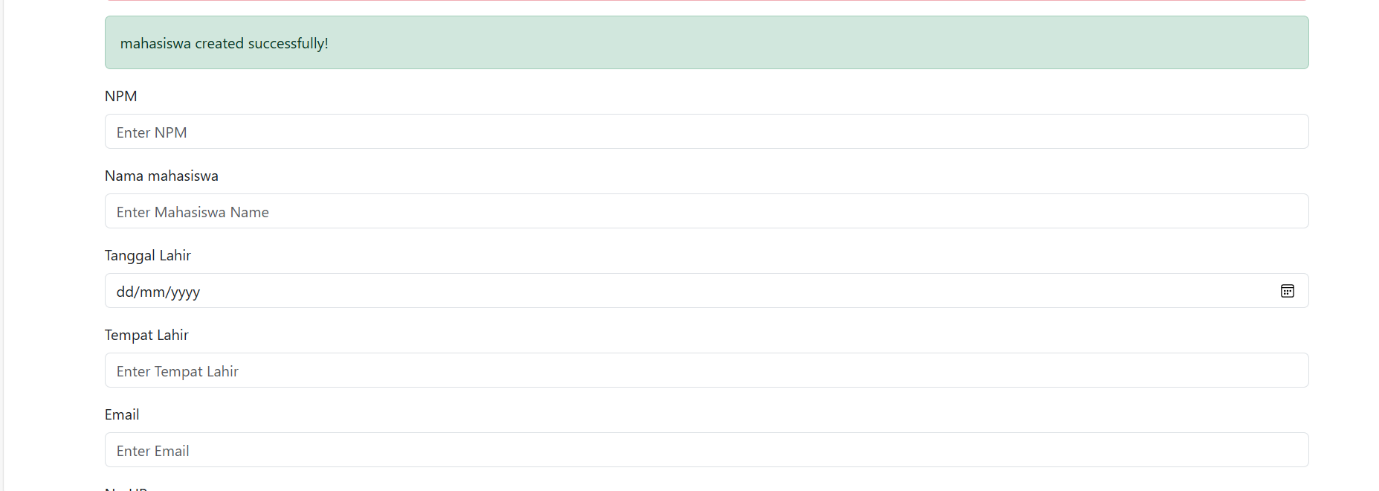 mahasiswa created successfully!
NPM
Enter NPM
Nama mahasiswa
Enter Mahasiswa Name
Tanggal Lahir
dd/mm/yyyy
Tempat Lahir
Enter Tempat Lahir
Email
Enter Email